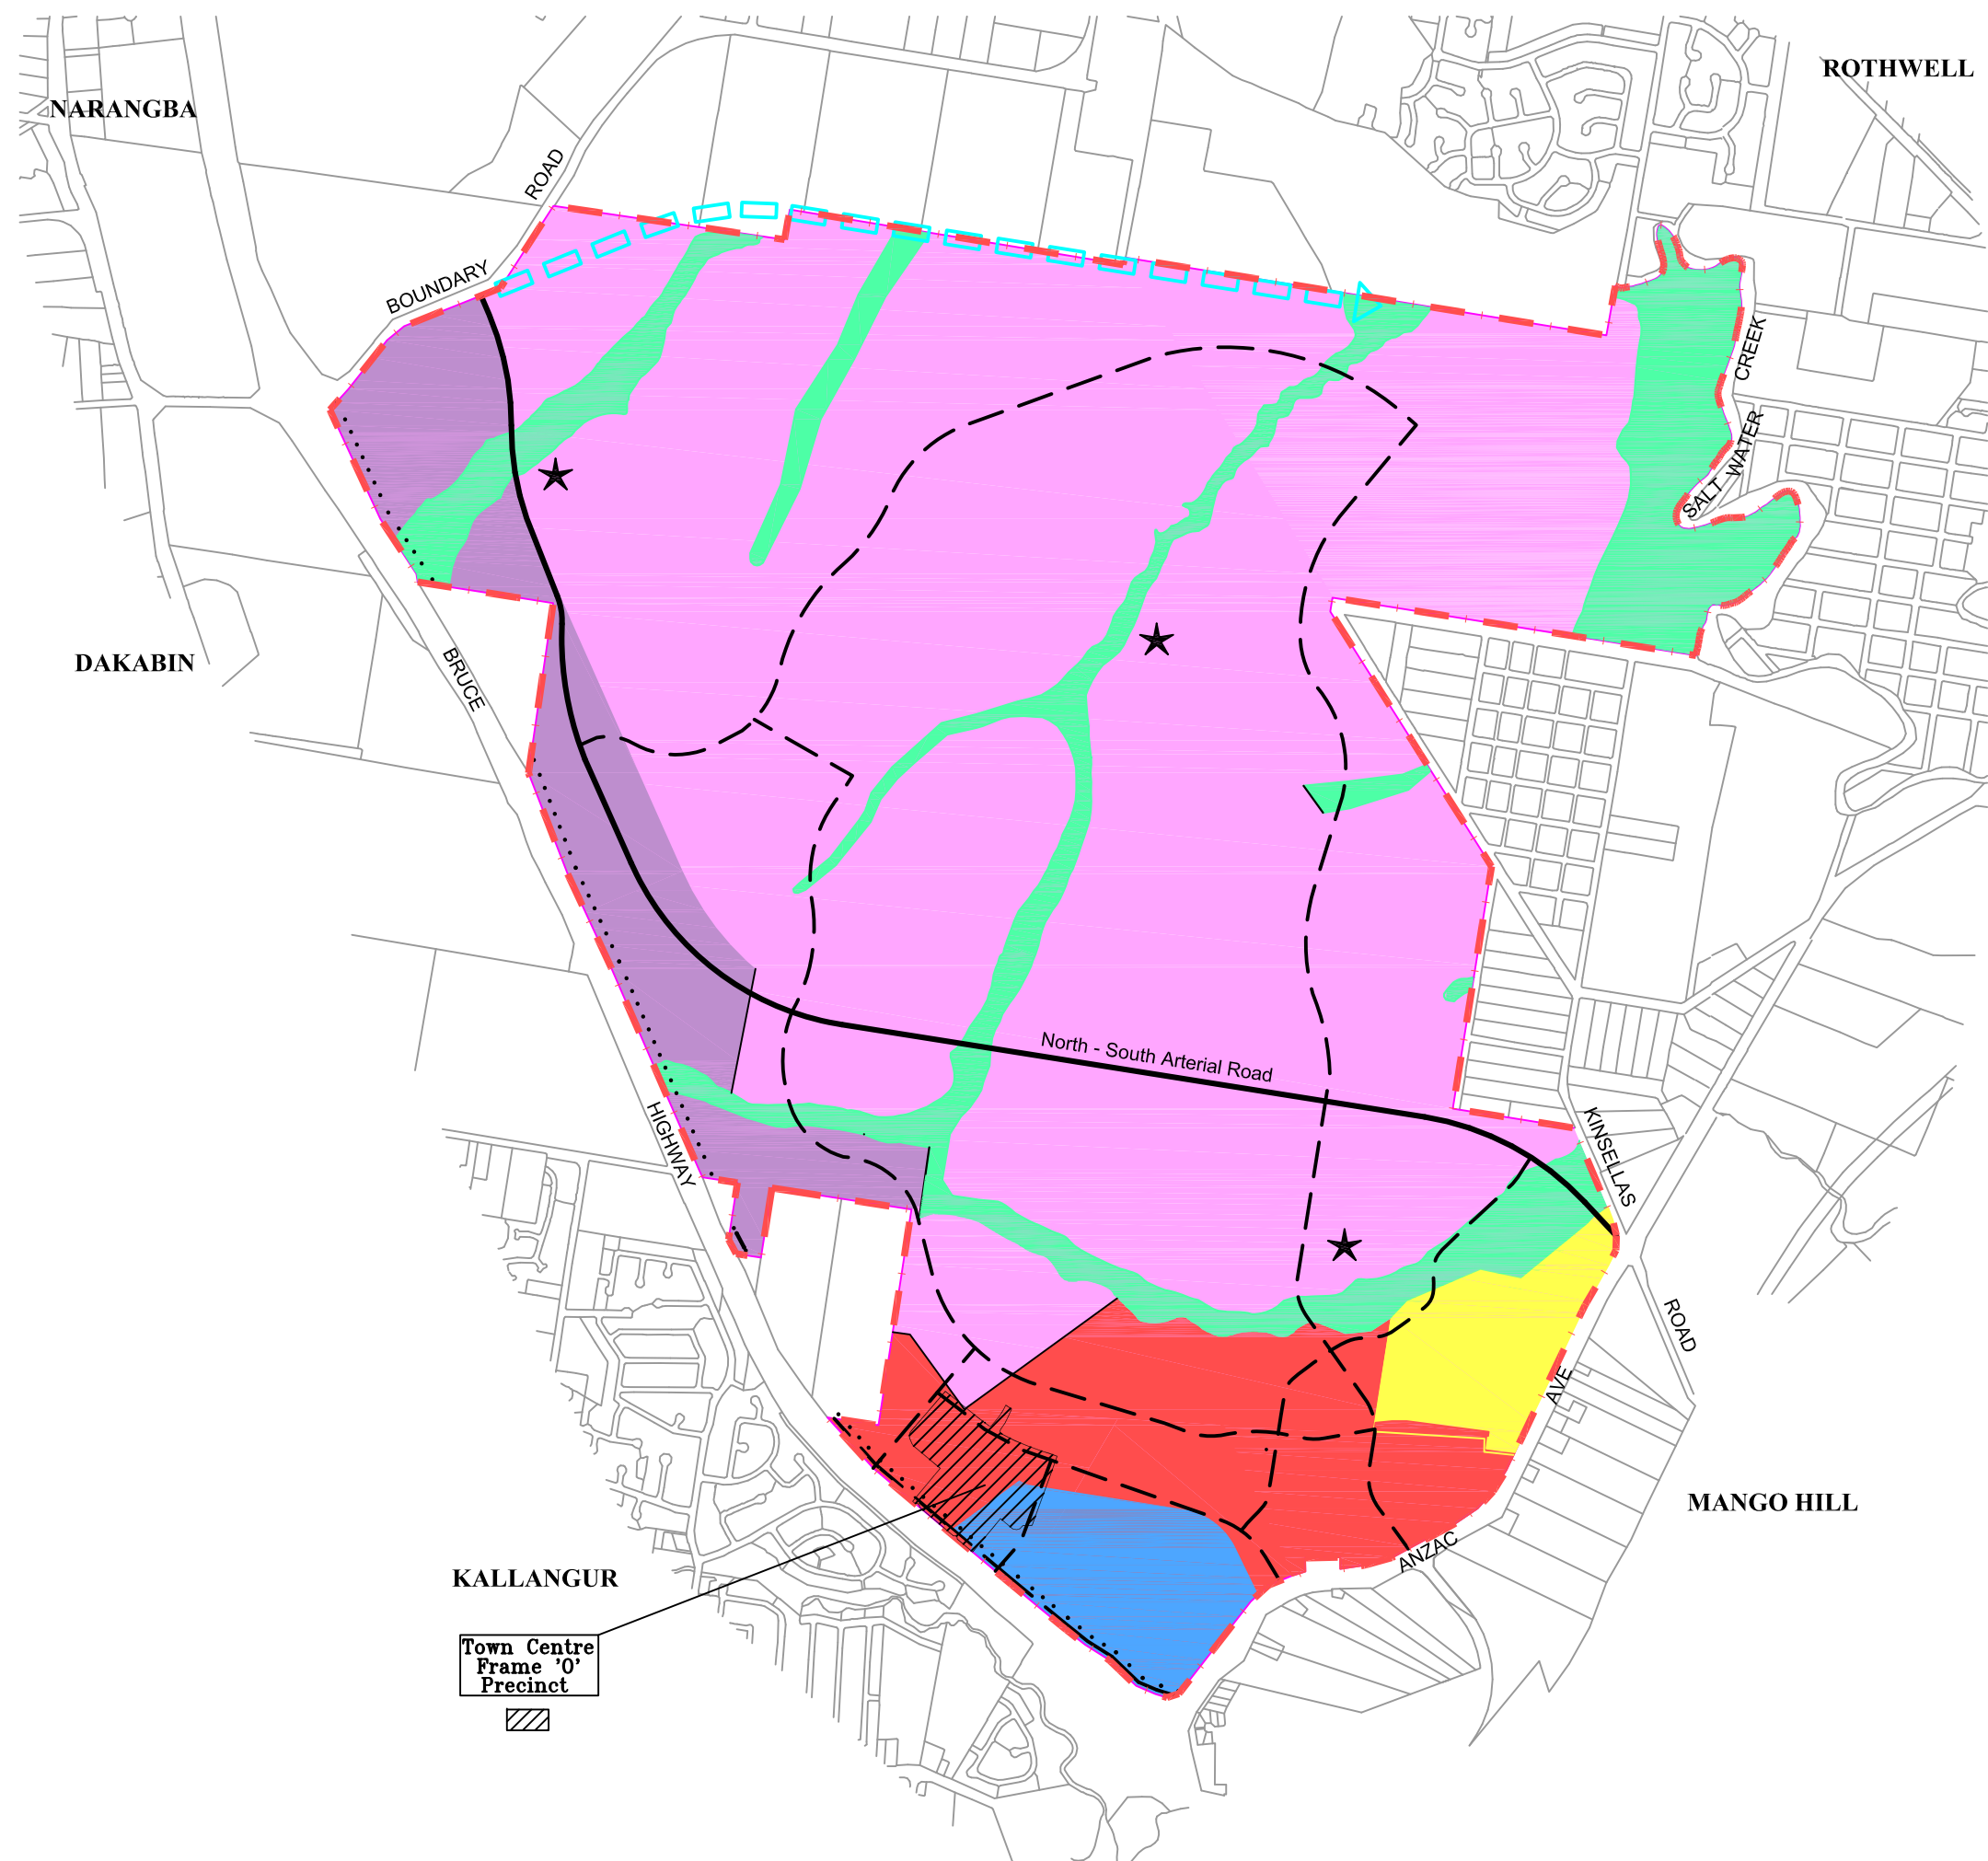 ROTHWELL
NARANGBA
ROAD
BOUNDARY
CREEK
SALT WATER
DAKABIN
BRUCE
North - South Arterial Road
HIGHWAY
KINSELLAS
ROAD
AVE
MANGO HILL
ANZAC
KALLANGUR
Town Centre
Frame '0'
Precinct